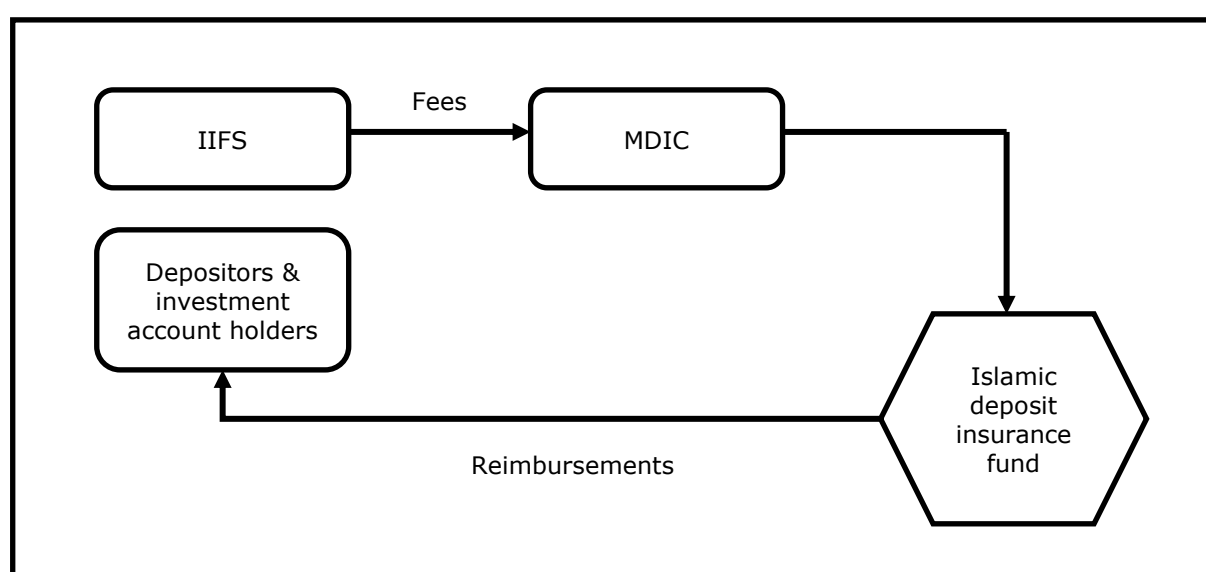 Fees
IIFS
MDIC
Depositors &
investment
account holders
Islamic
deposit
insurance
fund
Reimbursements